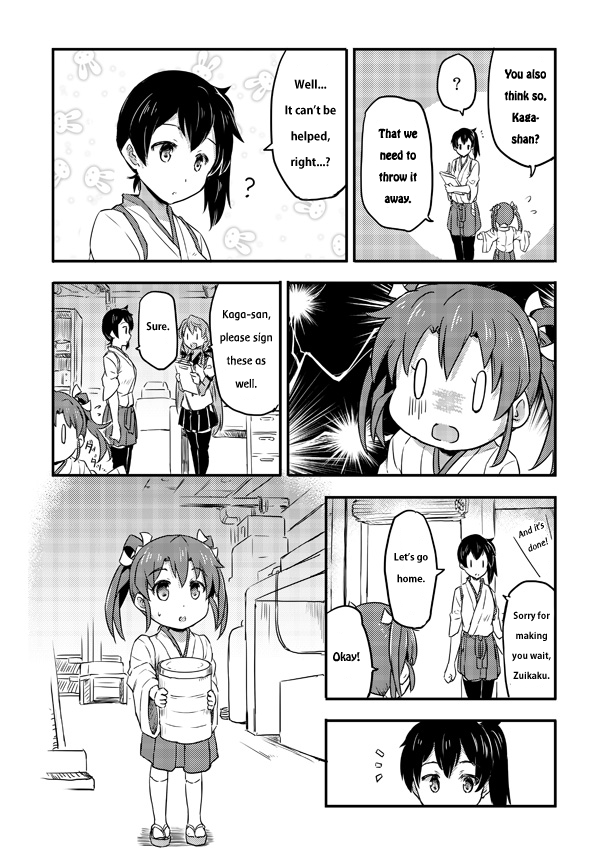 You also
think so,
Kaga-
shan?
?
That we
need to
throw it
away.
Well...
It can't be
helped,
right...?
?
Kaga-san,
please sign
these as
well.
Sure.
And it's
done!
Sorry for
making
you wait,
Zuikaku.
Let's go
home.
Okay!